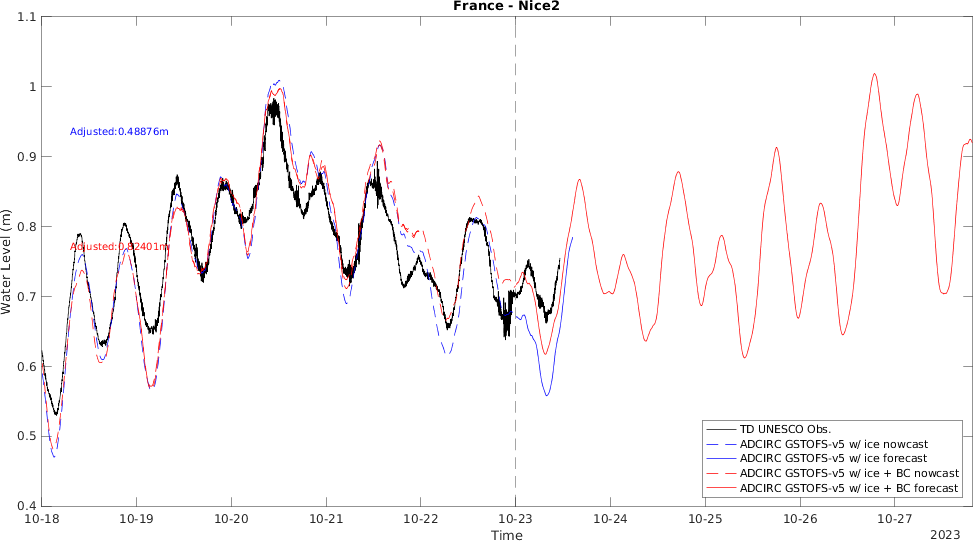 France - Nice2
1.1
1
0.9
0.8
0.7
0.6
0.5
0.4
Water Level (m)
Adjusted:0.48876m
Adjusted:0.52401m
TD UNESCO Obs.
ADCIRC GSTOFS-v5 w/ ice nowcast
ADCIRC GSTOFS-v5 w/ ice forecast
ADCIRC GSTOFS-v5 w/ ice + BC nowcast
ADCIRC GSTOFS-v5 w/ ice + BC forecast
10-18 10-19 10-20 10-21 10-22 10-23 10-24 10-25 10-26 10-27
Time
2023